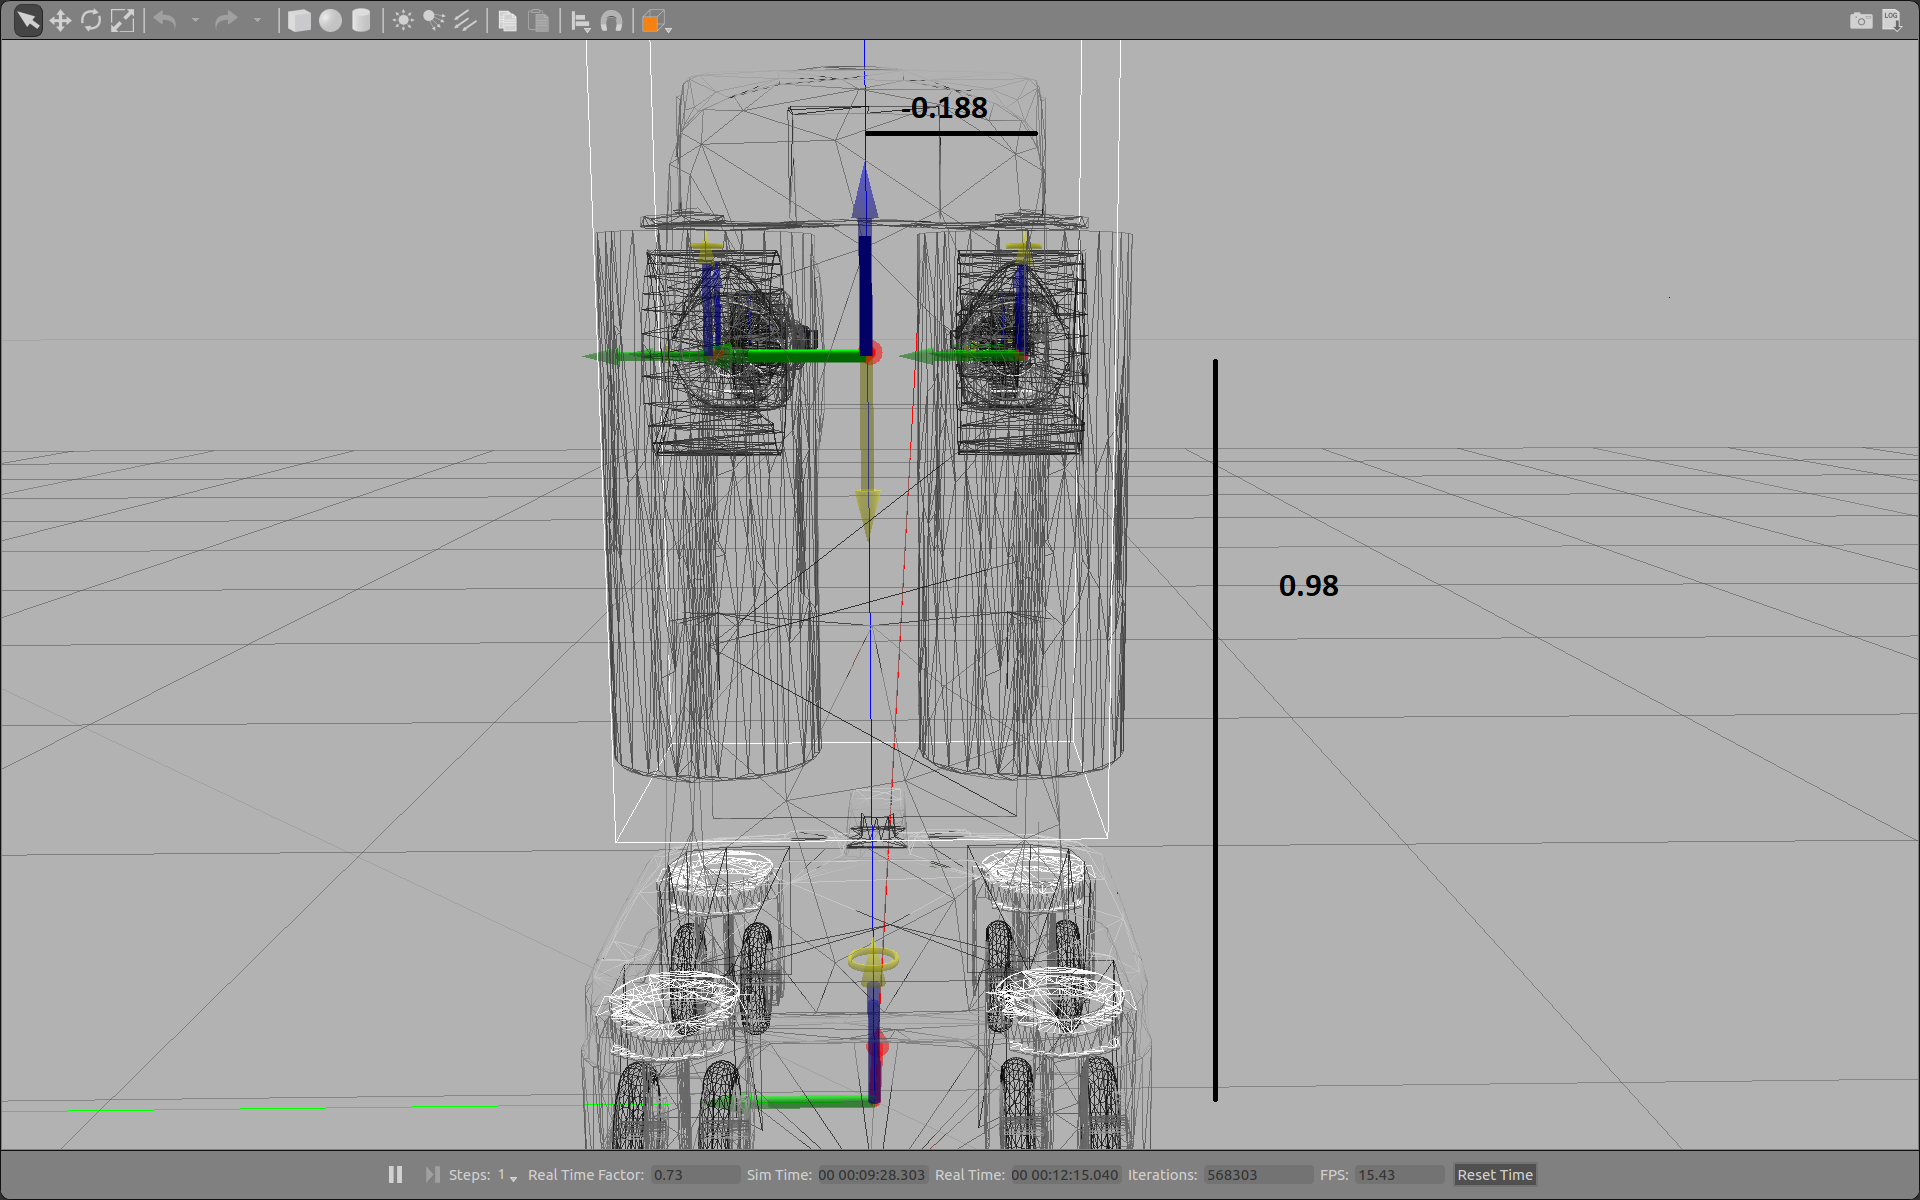 LOG
-0.188
0.98
Steps: 1 Real Time Factor: 0.73 Sim Time: 00 00:09:28.303 Real Time: 00 00:12:15.040 Iterations: 568303 FPS: 15.43 Reset Time